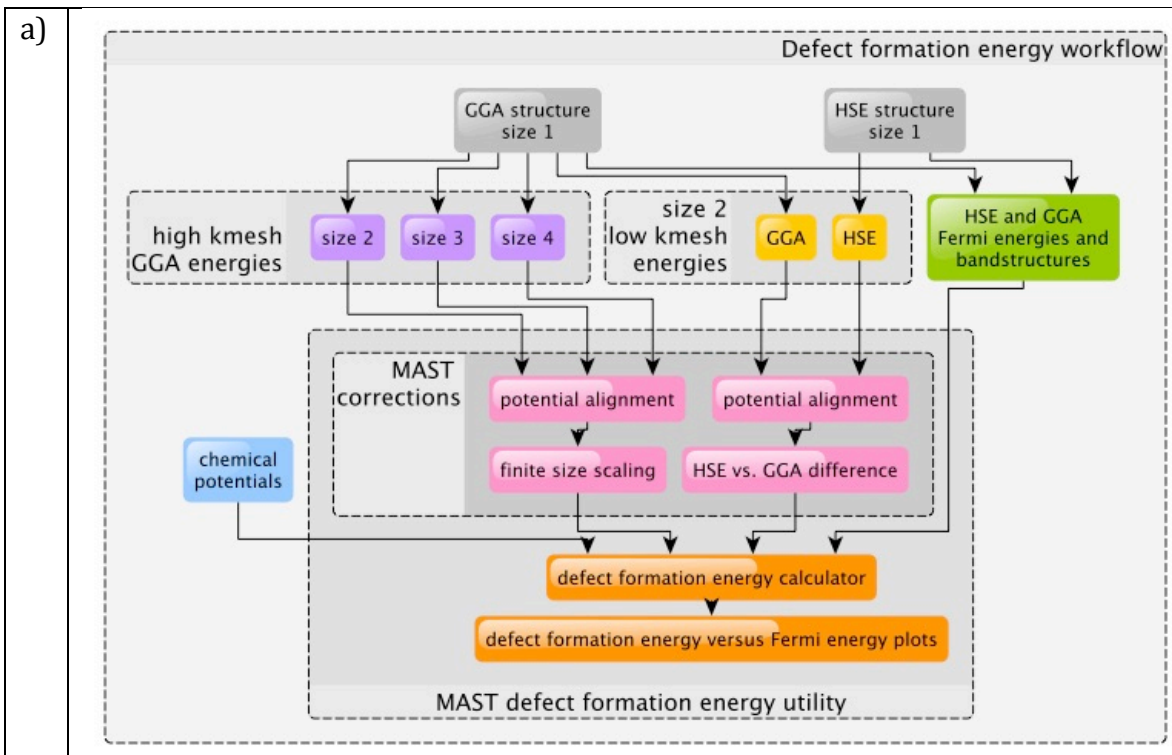 a)
Defect formation energy workflow
GGA structure
size 1
HSE structure
size 1
high kmesh
GGA energies
size 2
size 3
size 4
size 2
low kmesh
energies
GGA
HSE
HSE and GGA
Fermi energies and
bandstructures
MAST
corrections
potential alignment
potential alignment
chemical
potentials
finite size scaling
HSE vs. GGA difference
defect formation energy calculator
defect formation energy versus Fermi energy plots
MAST defect formation energy utility